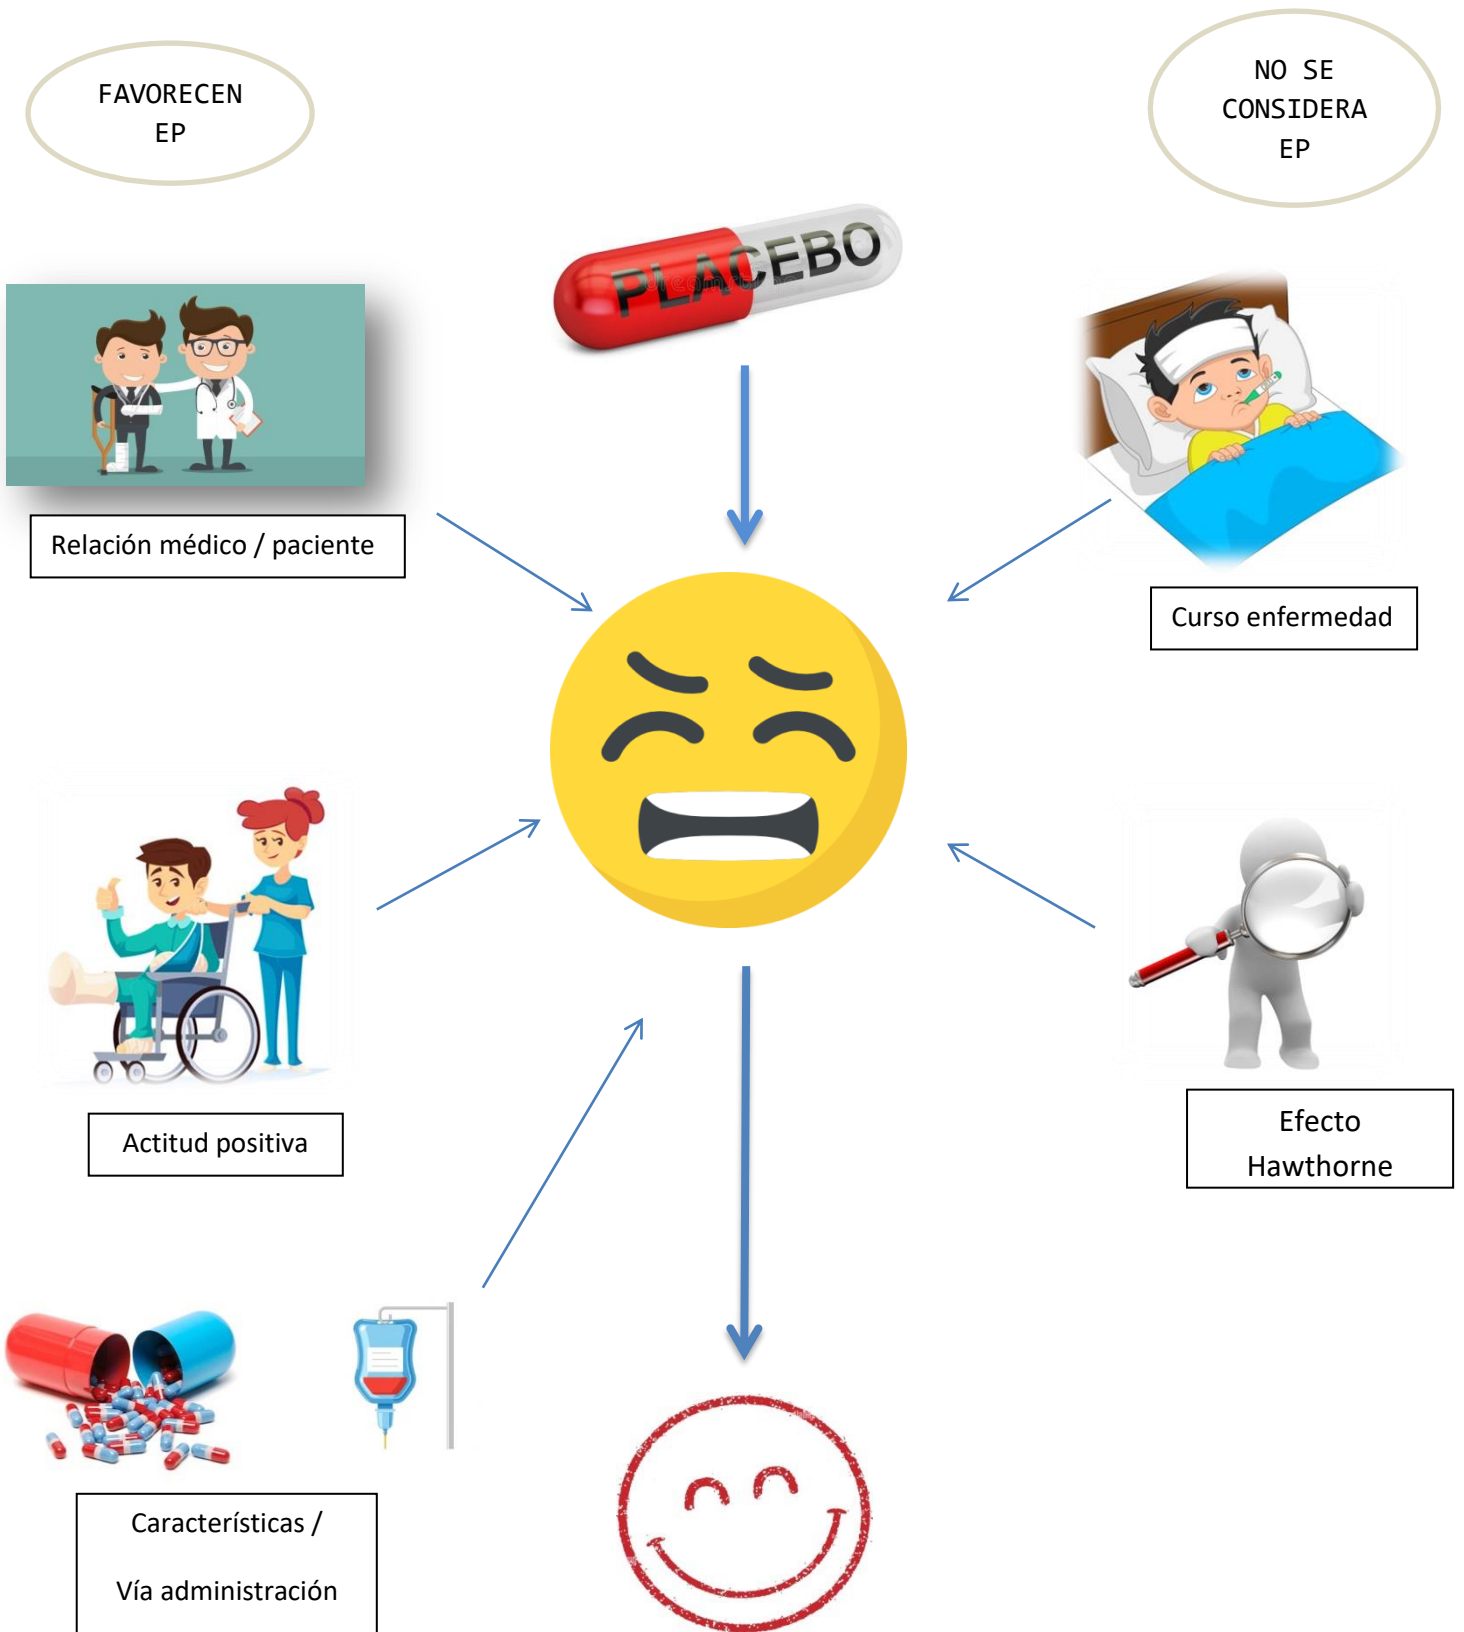 FAVORECEN
EP
NO SE
CONSIDERA
EP
PLACEBO
dreamstime
Relación médico / paciente
Curso enfermedad
Actitud positiva
Efecto
Hawthorne
Características /
Vía administración